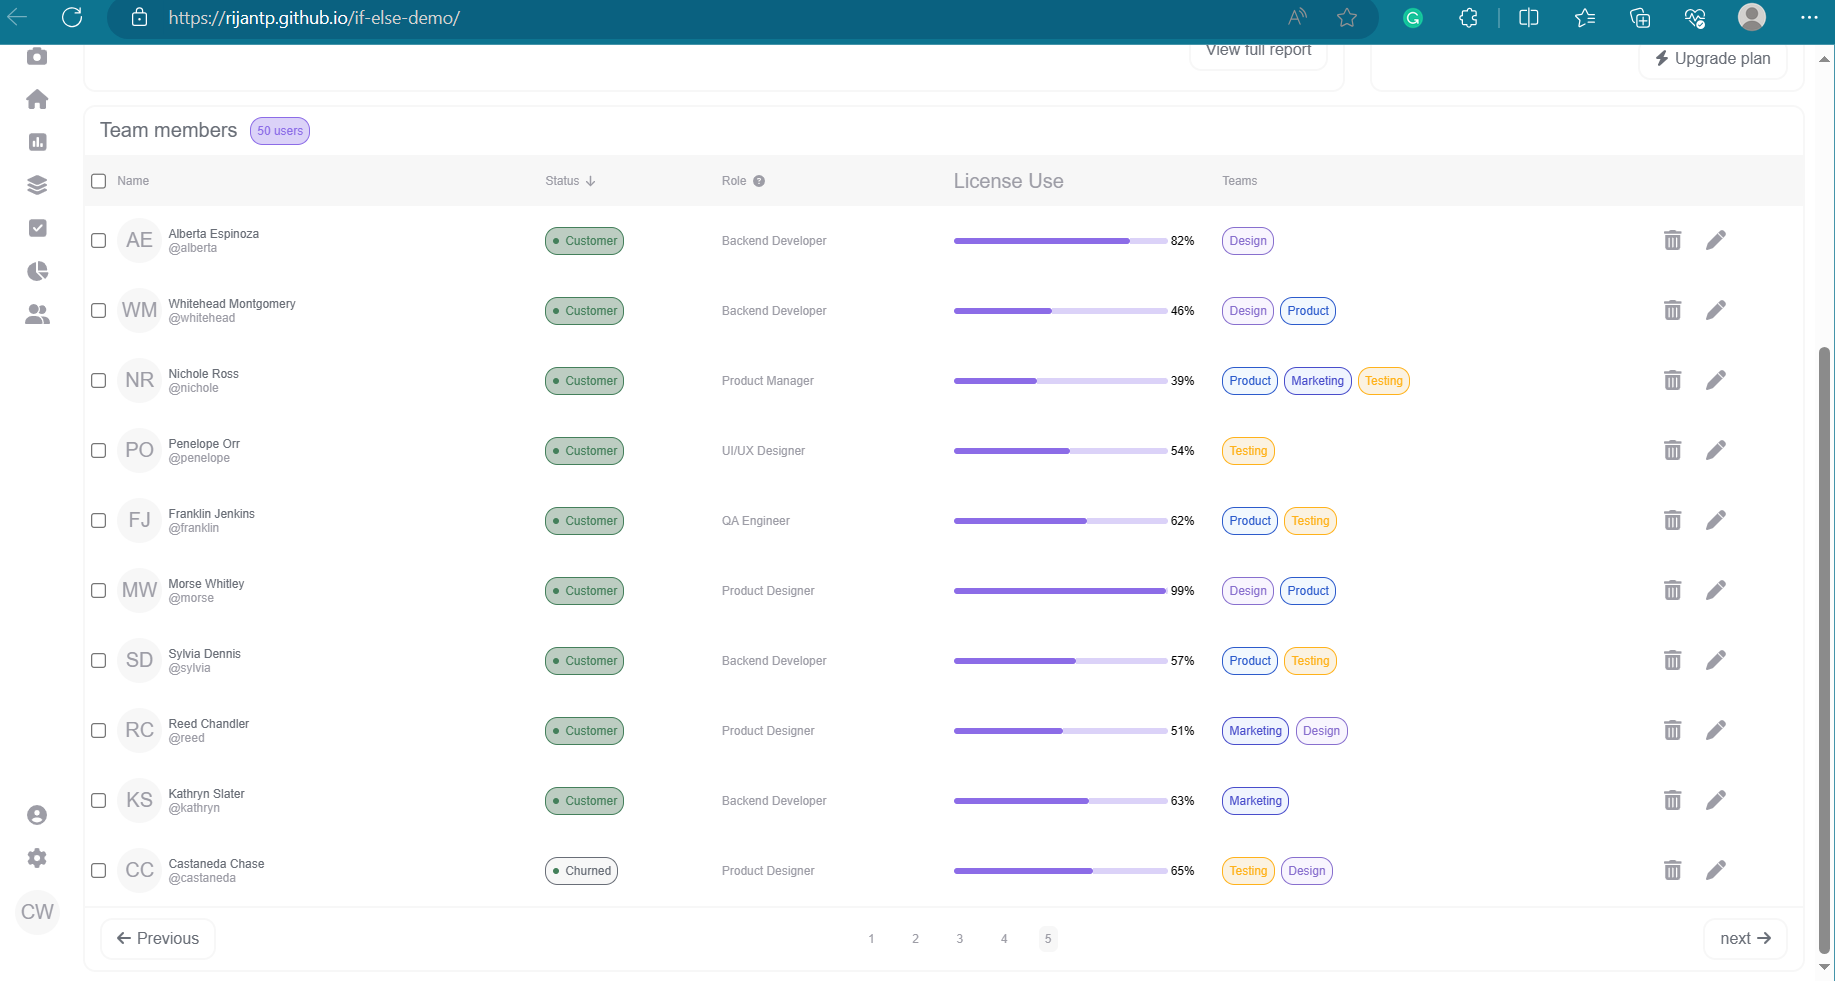 https://rijantp.github.io/if-else-demo/
View full report
Upgrade plan
Team members 50 users
Name Status Role License Use Teams
AE Alberta Espinoza @alberta Customer Backend Developer 82% Design
WM Whitehead Montgomery @whitehead Customer Backend Developer 46% Design Product
NR Nichole Ross @nichole Customer Product Manager 39% Product Marketing Testing
PO Penelope Orr @penelope Customer UI/UX Designer 54% Testing
FJ Franklin Jenkins @franklin Customer QA Engineer 62% Product Testing
MW Morse Whitley @morse Customer Product Designer 99% Design Product
SD Sylvia Dennis @sylvia Customer Backend Developer 57% Product Testing
RC Reed Chandler @reed Customer Product Designer 51% Marketing Design
KS Kathryn Slater @kathryn Customer Backend Developer 63% Marketing
CC Castaneda Chase @castaneda Churned Product Designer 65% Testing Design
CW
Previous 1 2 3 4 5 next